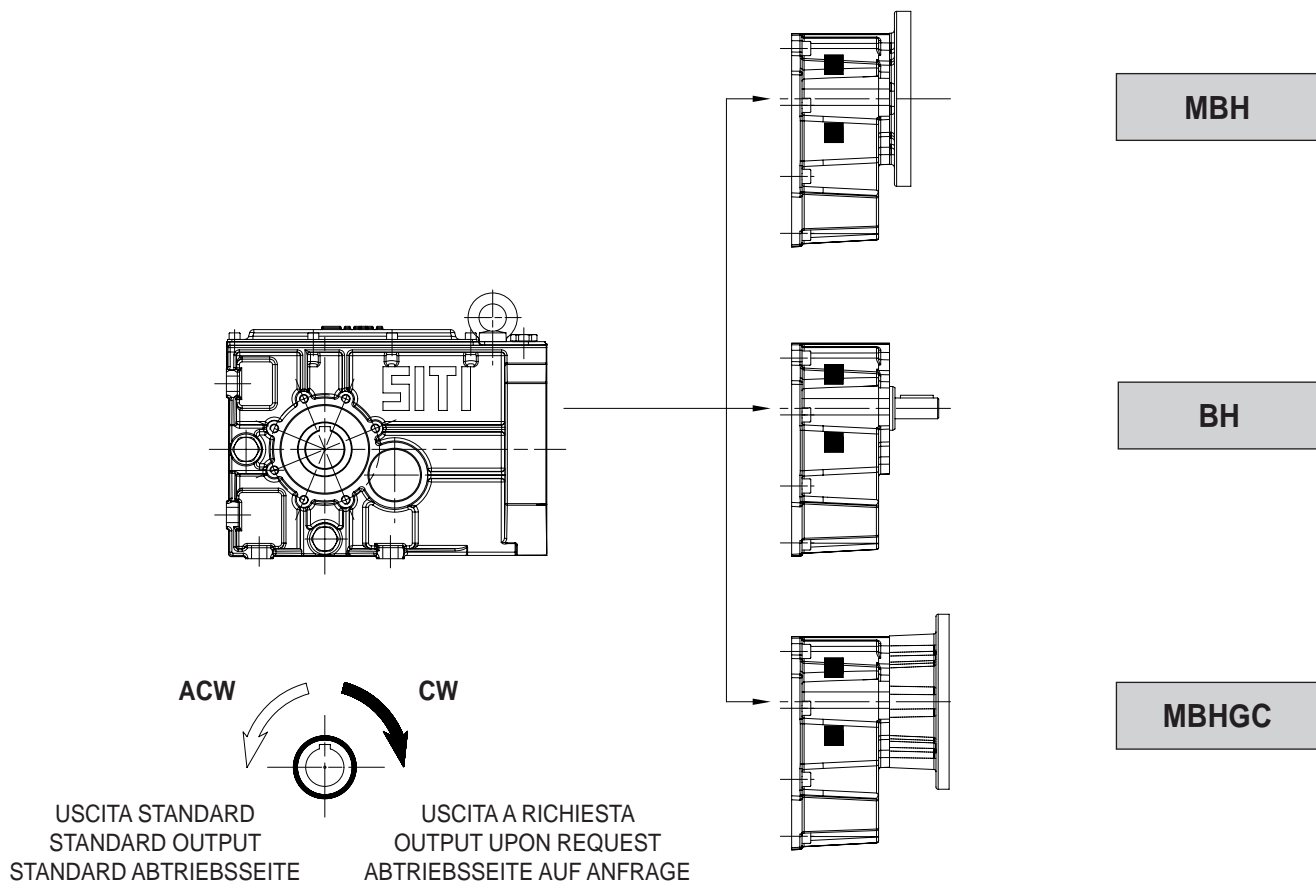 MBH
SITI
BH
ACW
CW
MBHGC
USCITA STANDARD
STANDARD OUTPUT
STANDARD ABTRIEBSSEITE
USCITA A RICHIESTA
OUTPUT UPON REQUEST
ABTRIEBSSEITE AUF ANFRAGE